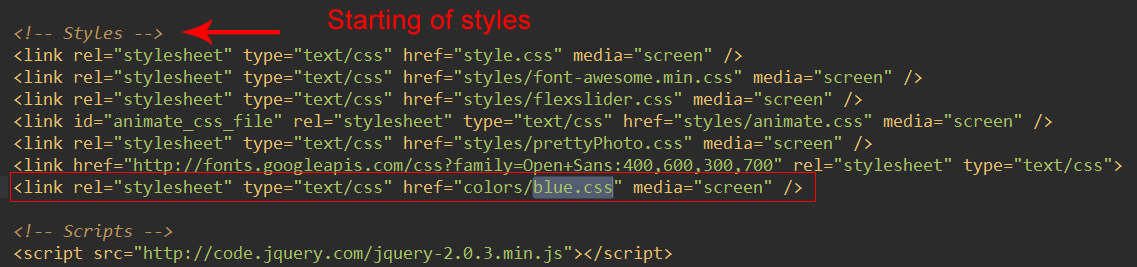 Starting of styles
<!-- Styles -->
<link rel="stylesheet" type="text/css" href="style.css" media="screen" />
<link rel="stylesheet" type="text/css" href="styles/font-awesome.min.css" media="screen" />
<link rel="stylesheet" type="text/css" href="styles/flexslider.css" media="screen" />
<link id="animate_css_file" rel="stylesheet" type="text/css" href="styles/animate.css" media="screen" />
<link rel="stylesheet" type="text/css" href="styles/prettyPhoto.css" media="screen" />
<link href="http://fonts.googleapis.com/css?family=Open+Sans:400,600,300,700" rel="stylesheet" type="text/css">
<link rel="stylesheet" type="text/css" href="colors/blue.css" media="screen" />
<!-- Scripts -->
<script src="http://code.jquery.com/jquery-2.0.3.min.js"></script>